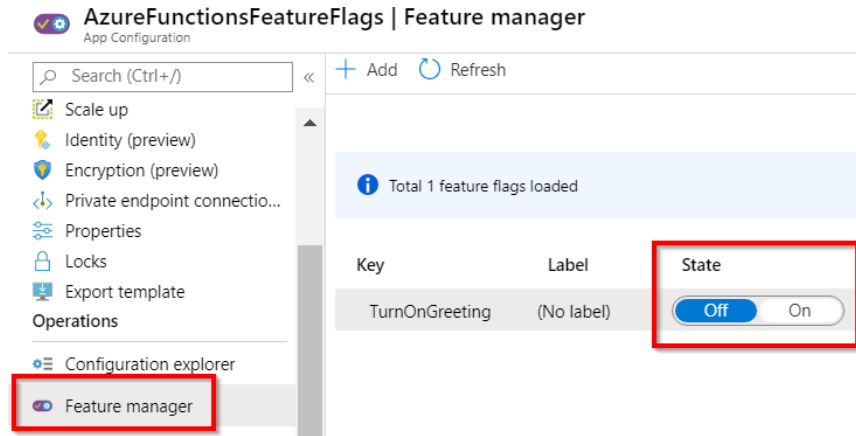 AzureFunctionsFeatureFlags | Feature manager
App Configuration
Search (Ctrl+/)
«
Add
Refresh
Scale up
Identity (preview)
Encryption (preview)
Private endpoint connectio...
Properties
Locks
Export template
Operations
Configuration explorer
Feature manager
Total 1 feature flags loaded
Key Label State
TurnOnGreeting (No label) Off On